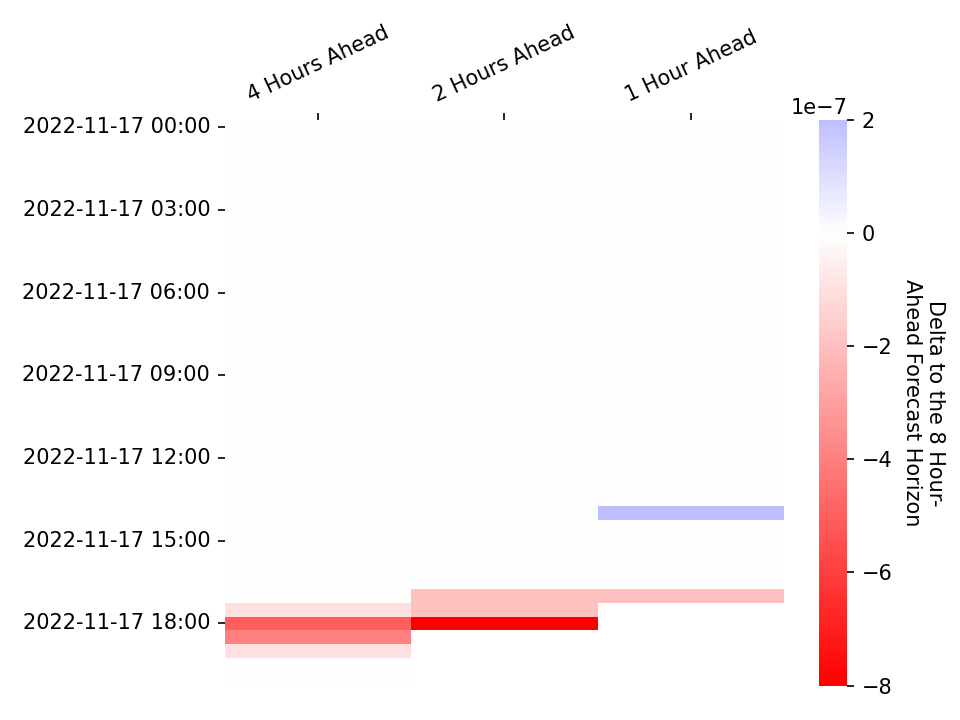 4 Hours Ahead
2 Hours Ahead
1 Hour Ahead
1e−7
2022-11-17 00:00
2022-11-17 03:00
2022-11-17 06:00
2022-11-17 09:00
2022-11-17 12:00
2022-11-17 15:00
2022-11-17 18:00
2
0
−2
−4
−6
−8
Delta to the 8 Hour-
Ahead Forecast Horizon